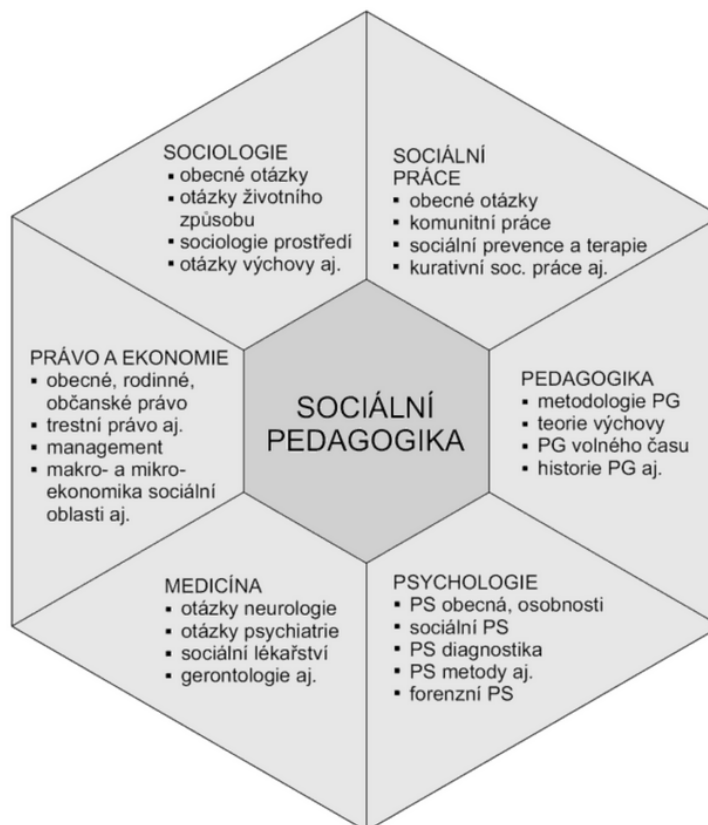 SOCIOLOGIE
▪ obecné otázky
▪ otázky životního
způsobu
▪ sociologie prostředí
▪ otázky výchovy aj.
SOCIÁLNÍ
PRÁCE
▪ obecné otázky
▪ komunitní práce
▪ sociální prevence a terapie
▪ kurativní soc. práce aj.
PRÁVO A EKONOMIE
▪ obecné, rodinné,
občanské právo
▪ trestní právo aj.
▪ management
▪ makro- a mikro-
ekonomika sociální
oblasti aj.
SOCIÁLNÍ
PEDAGOGIKA
PEDAGOGIKA
▪ metodologie PG
▪ teorie výchovy
▪ PG volného času
▪ historie PG aj.
MEDICÍNA
▪ otázky neurologie
▪ otázky psychiatrie
▪ sociální lékařství
▪ gerontologie aj.
PSYCHOLOGIE
▪ PS obecná, osobnosti
▪ sociální PS
▪ PS diagnostika
▪ PS metody aj.
▪ forenzní PS